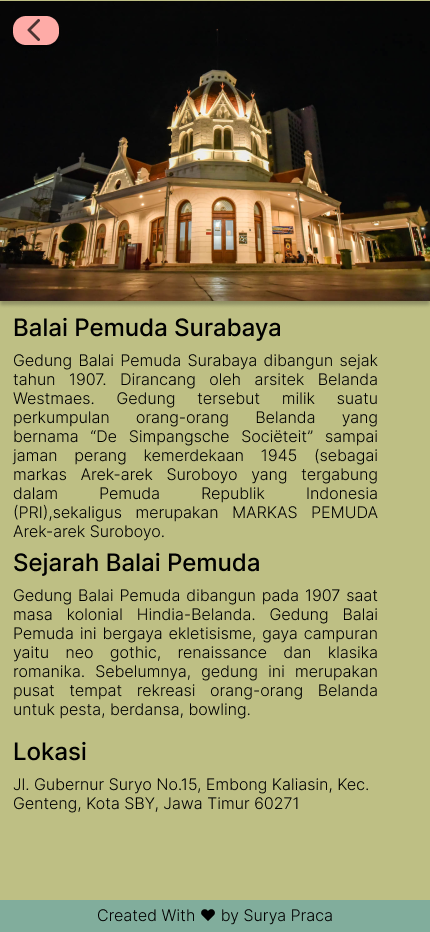 Balai Pemuda Surabaya
Gedung Balai Pemuda Surabaya dibangun sejak
tahun 1907. Dirancang oleh arsitek Belanda
Westmaes. Gedung tersebut milik suatu
perkumpulan orang-orang Belanda yang
bernama “De Simpangsche Sociëteit” sampai
jaman perang kemerdekaan 1945 (sebagai
markas Arek-arek Suroboyo yang tergabung
dalam Pemuda Republik Indonesia
(PRI),sekaligus merupakan MARKAS PEMUDA
Arek-arek Suroboyo.
Sejarah Balai Pemuda
Gedung Balai Pemuda dibangun pada 1907 saat
masa kolonial Hindia-Belanda. Gedung Balai
Pemuda ini bergaya ekletisisme, gaya campuran
yaitu neo gothic, renaissance dan klasika
romanika. Sebelumnya, gedung ini merupakan
pusat tempat rekreasi orang-orang Belanda
untuk pesta, berdansa, bowling.
Lokasi
Jl. Gubernur Suryo No.15, Embong Kaliasin, Kec.
Genteng, Kota SBY, Jawa Timur 60271
Created With ♥ by Surya Praca